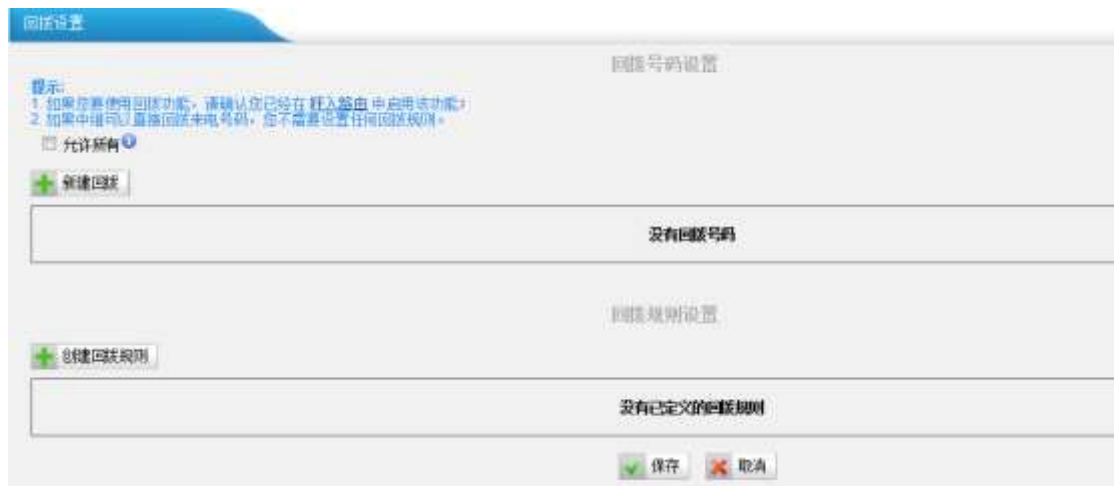 回拨设置
回拨号码设置
提示:
1. 如果您要使用回拨功能，请确认您已经在 呼入路由 中启用该功能；
2. 如果中继可以直接回拨来电号码，您不需要设置任何回拨规则。
允许所有
新建回拨
没有回拨号码
回拨规则设置
创建回拨规则
没有已定义的回拨规则
保存 取消